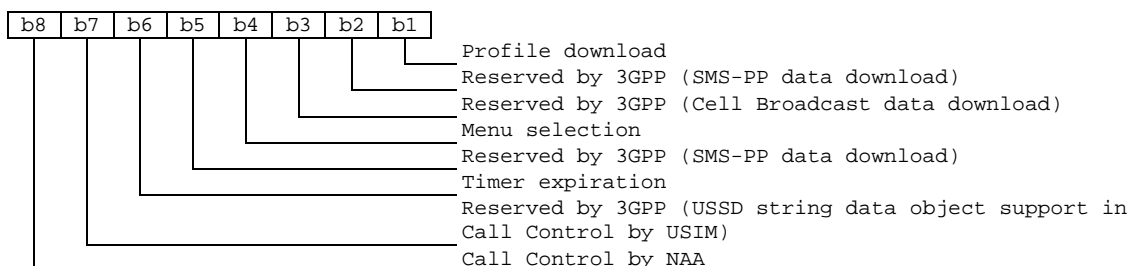 b8 b7 b6 b5 b4 b3 b2 b1
Profile download
Reserved by 3GPP (SMS-PP data download)
Reserved by 3GPP (Cell Broadcast data download)
Menu selection
Reserved by 3GPP (SMS-PP data download)
Timer expiration
Reserved by 3GPP (USSD string data object support in
Call Control by USIM)
Call Control by NAA